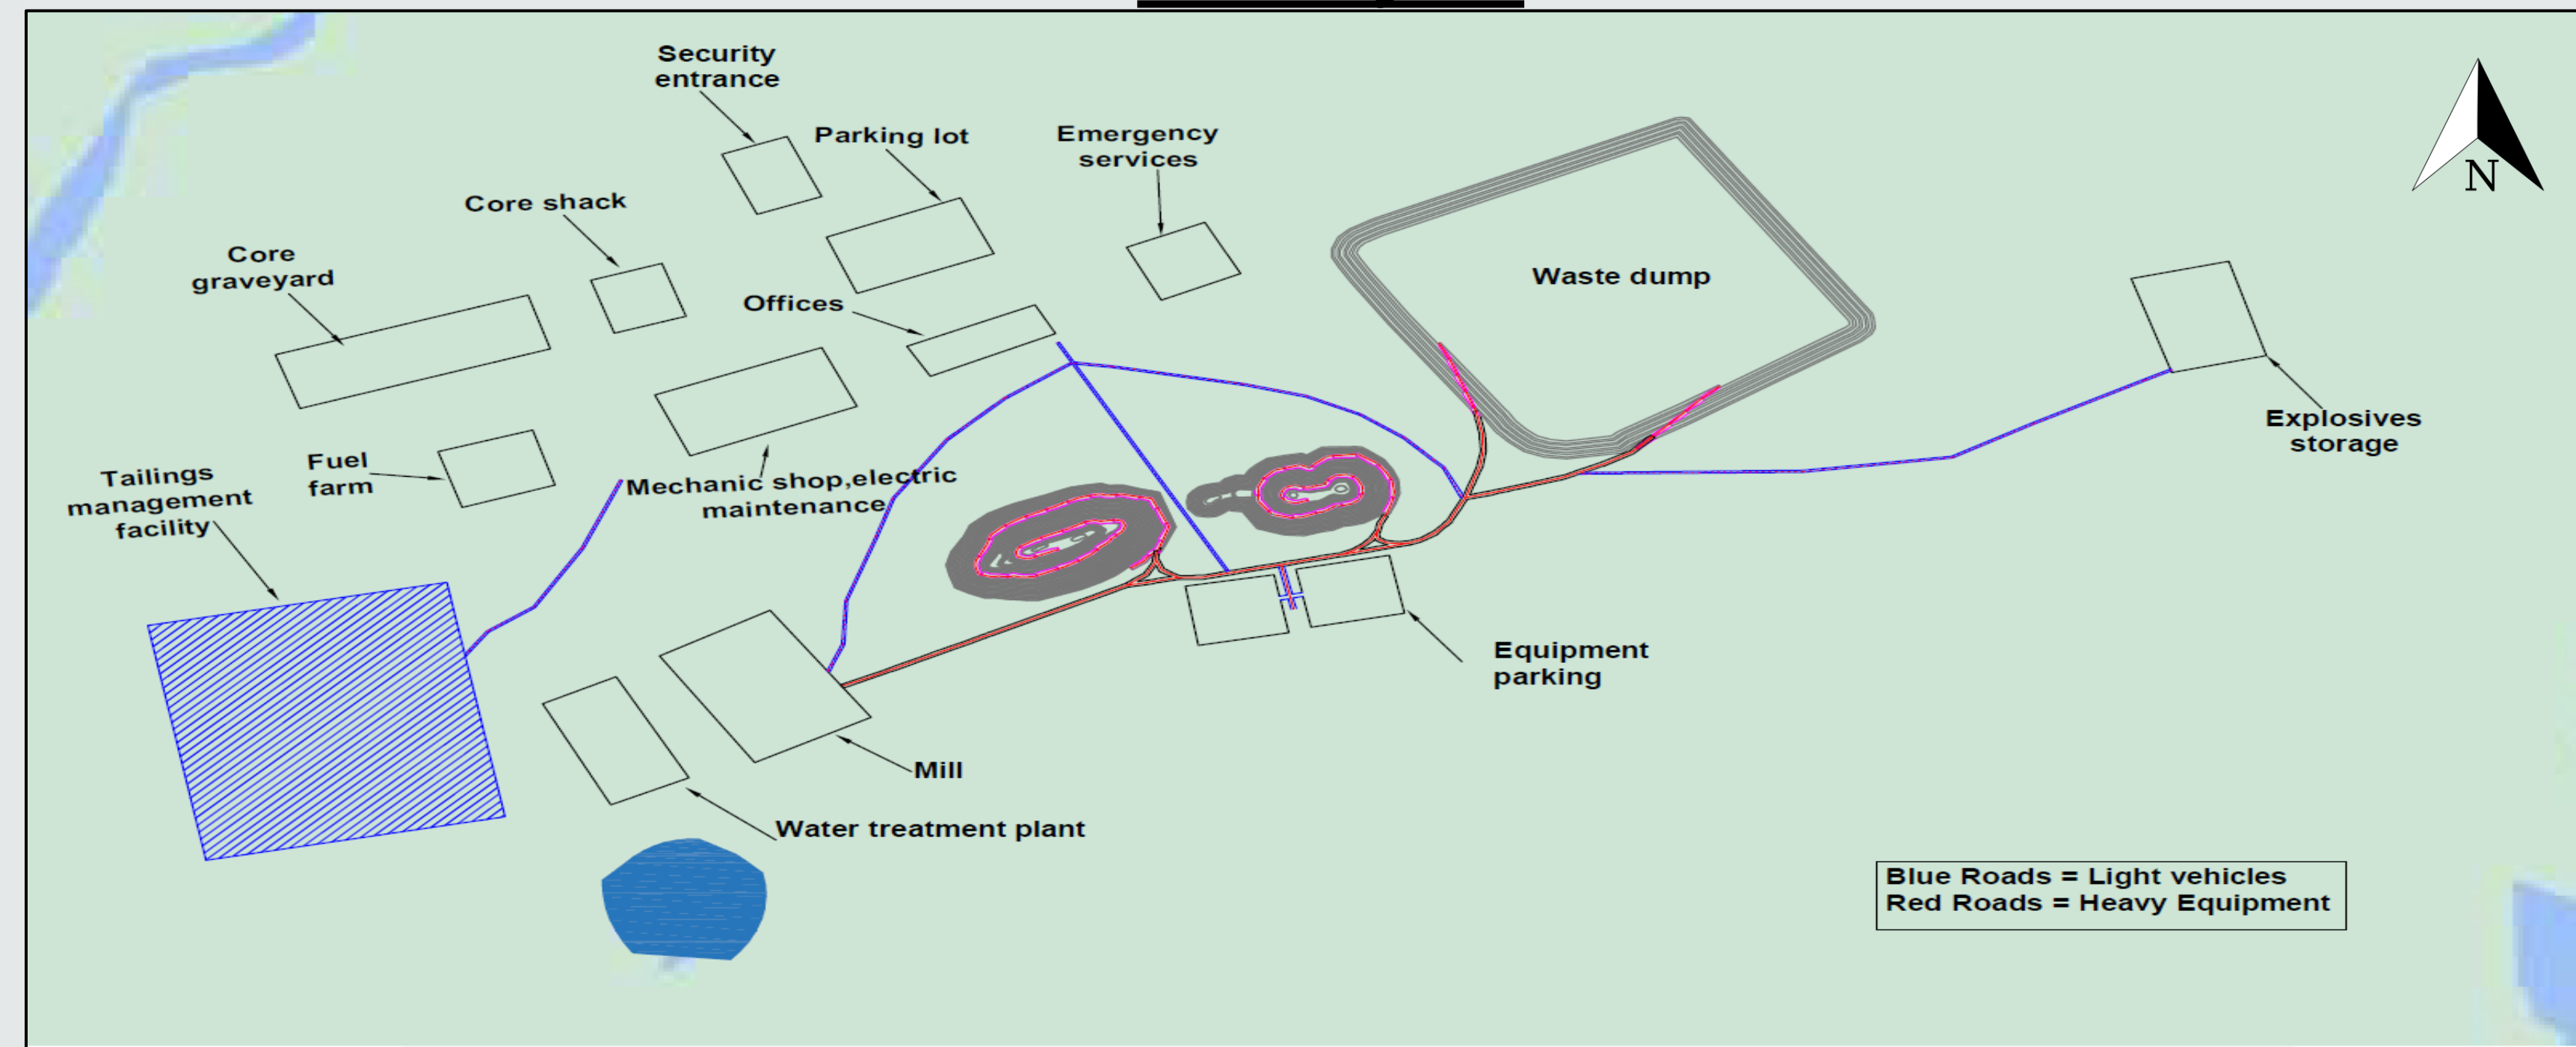 Security
entrance
Parking lot
Emergency
services
N
Core shack
Core
graveyard
Waste dump
Offices
Explosives
storage
Fuel
farm
Tailings
management
facility
Mechanic shop,electric
maintenance
Equipment
parking
Mill
Water treatment plant
Blue Roads = Light vehicles
Red Roads = Heavy Equipment